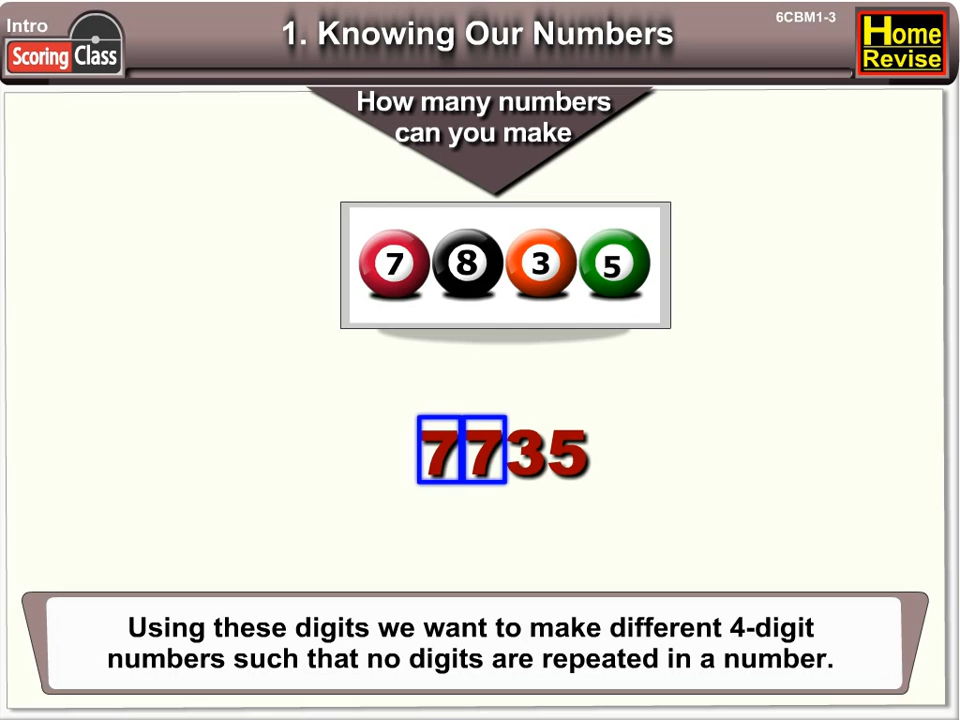 Intro
Scoring Class
1. Knowing Our Numbers
6CBM1-3
Home
Revise
How many numbers
can you make
7 8 3 5
7735
Using these digits we want to make different 4-digit
numbers such that no digits are repeated in a number.